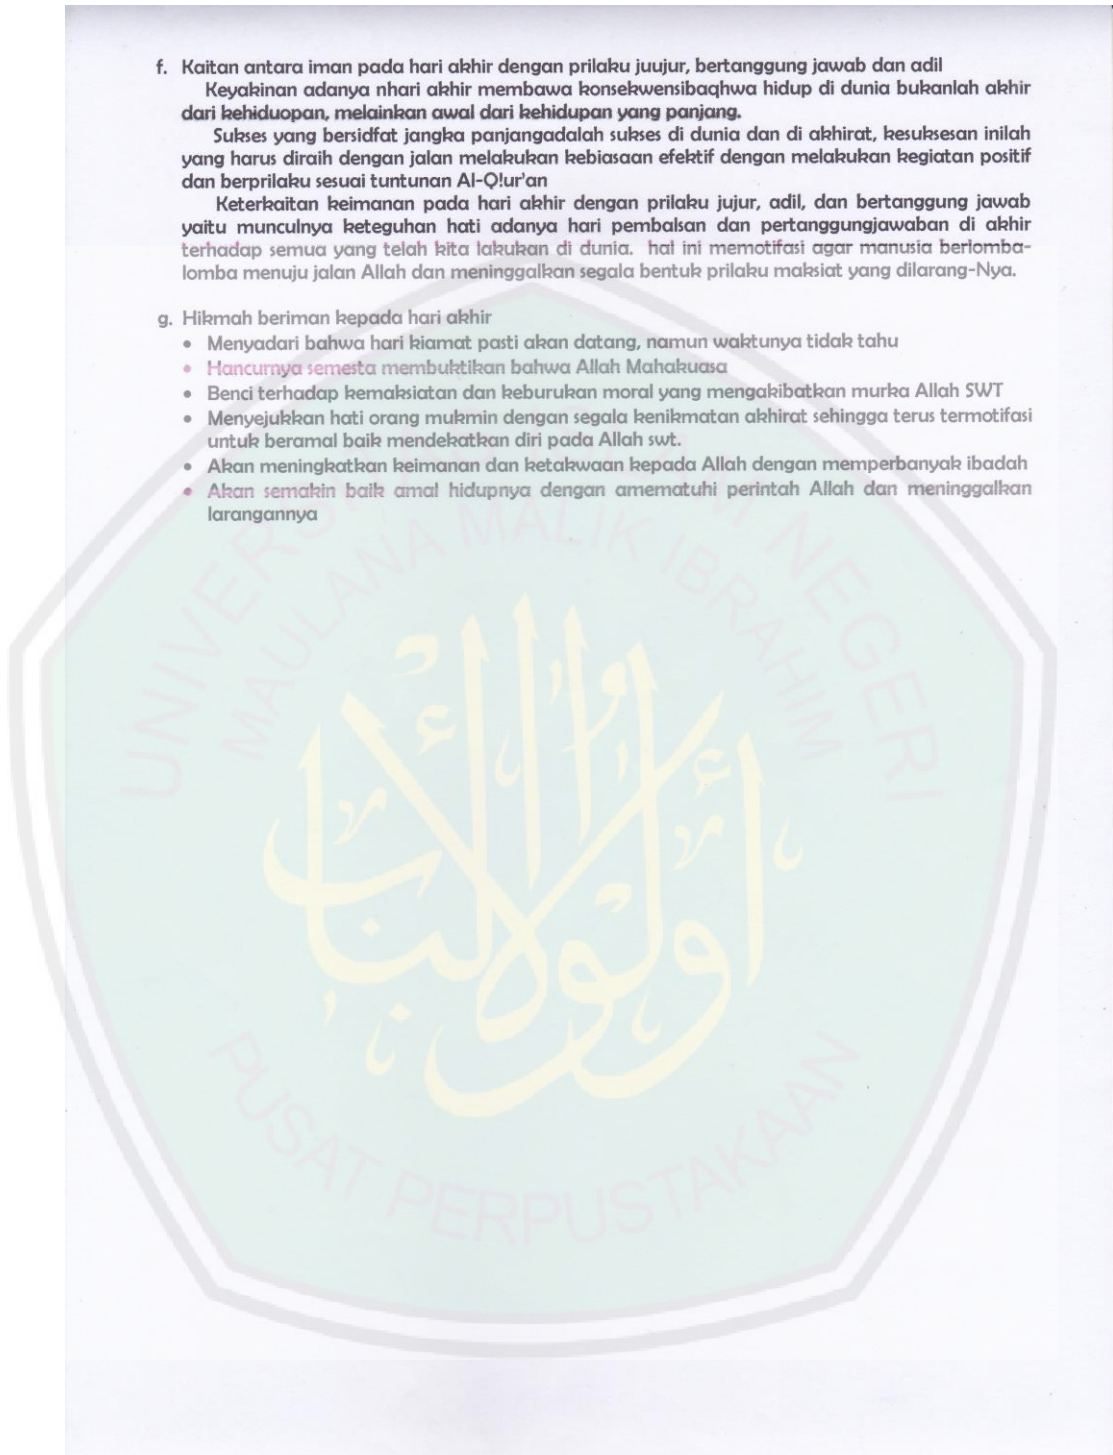 f. Kaitan antara iman pada hari akhir dengan prilaku juujur, bertanggung jawab dan adil
Keyakinan adanya nhari akhir membawa konsekwensibaqhwa hidup di dunia bukanlah akhir
dari kehiduopan, melainkan awal dari kehidupan yang panjang.
Sukses yang bersidfat jangka panjangadalah sukses di dunia dan di akhirat, kesuksesan inilah
yang harus diraih dengan jalan melakukan kebiasaan efektif dengan melakukan kegiatan positif
dan berprilaku sesuai tuntunan Al-Q!ur'an
Keterkaitan keimanan pada hari akhir dengan prilaku jujur, adil, dan bertanggung jawab
yaitu munculnya keteguhan hati adanya hari pembalsan dan pertanggungjawaban di akhir
terhadap semua yang telah kita lakukan di dunia. hal ini memotifasi agar manusia berlomba-
lomba menuju jalan Allah dan meninggalkan segala bentuk prilaku maksiat yang dilarang-Nya.
g. Hikmah beriman kepada hari akhir
• Menyadari bahwa hari kiamat pasti akan datang, namun waktunya tidak tahu
• Hancurnya semesta membuktikan bahwa Allah Mahakuasa
• Benci terhadap kemaksiatan dan keburukan moral yang mengakibatkan murka Allah SWT
• Menyejukkan hati orang mukmin dengan segala kenikmatan akhirat sehingga terus termotifasi
untuk beramal baik mendekatkan diri pada Allah swt.
• Akan meningkatkan keimanan dan ketakwaan kepada Allah dengan memperbanyak ibadah
• Akan semakin baik amal hidupnya dengan amematuhi perintah Allah dan meninggalkan
larangannya
UNIVERSITAS ISLAM NEGERI
MAULANA MALIK IBRAHIM
أولوا الألباب
PUSAT PERPUSTAKAAN